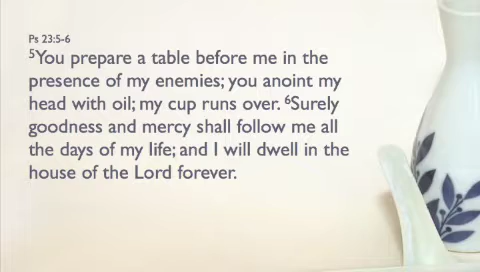 Ps 23:5-6
⁵You prepare a table before me in the
presence of my enemies; you anoint my
head with oil; my cup runs over. ⁶Surely
goodness and mercy shall follow me all
the days of my life; and I will dwell in the
house of the Lord forever.